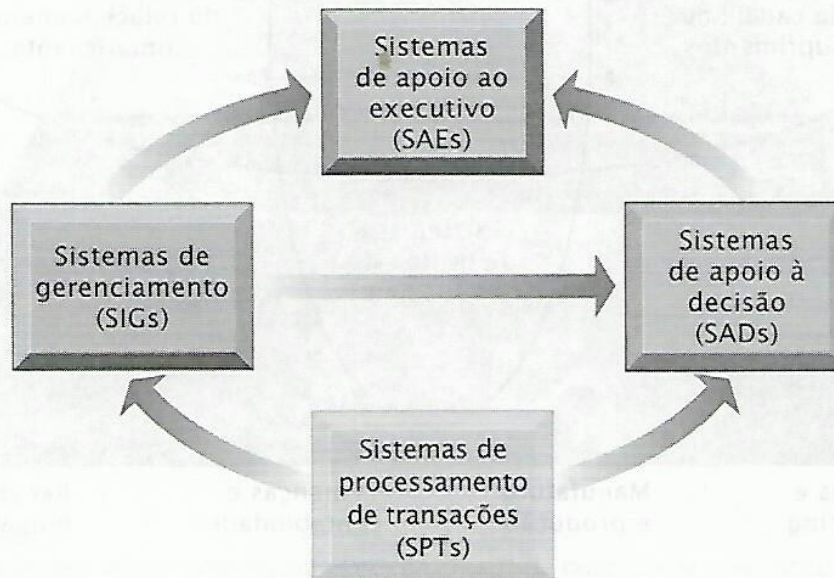 Sistemas
de apoio ao
executivo
(SAEs)
Sistemas de
gerenciamento
(SIGs)
Sistemas
de apoio à
decisão
(SADs)
Sistemas de
processamento
de transações
(SPTs)